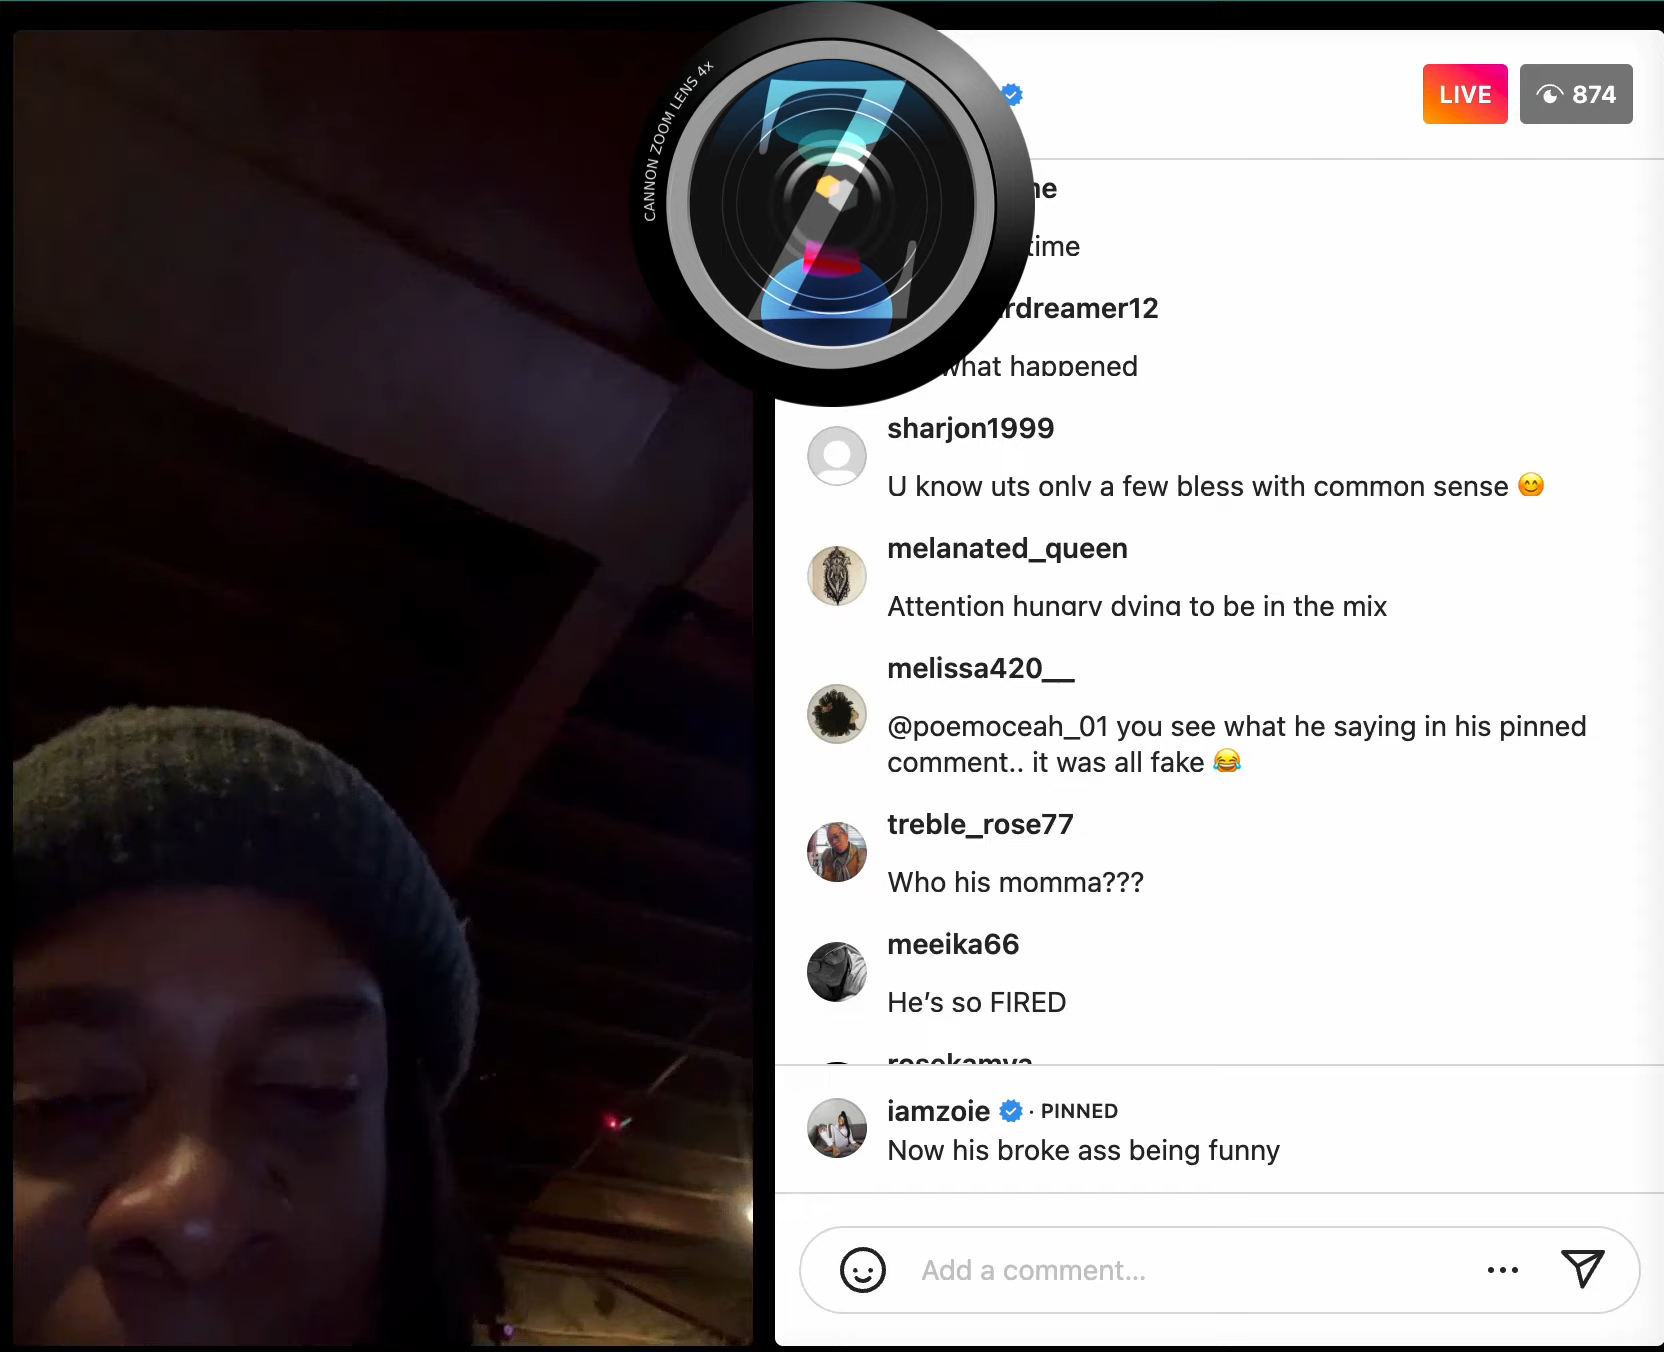 CANNON ZOOM LENS 4x
Z
LIVE
874
time
rdreamer12
what happened
sharjon1999
U know uts only a few bless with common sense 😊
melanated_queen
Attention hungry dying to be in the mix
melissa420__
@poemoceah_01 you see what he saying in his pinned
comment.. it was all fake 😂
treble_rose77
Who his momma???
meeika66
He's so FIRED
rosekamya
iamzoie · PINNED
Now his broke ass being funny
Add a comment...